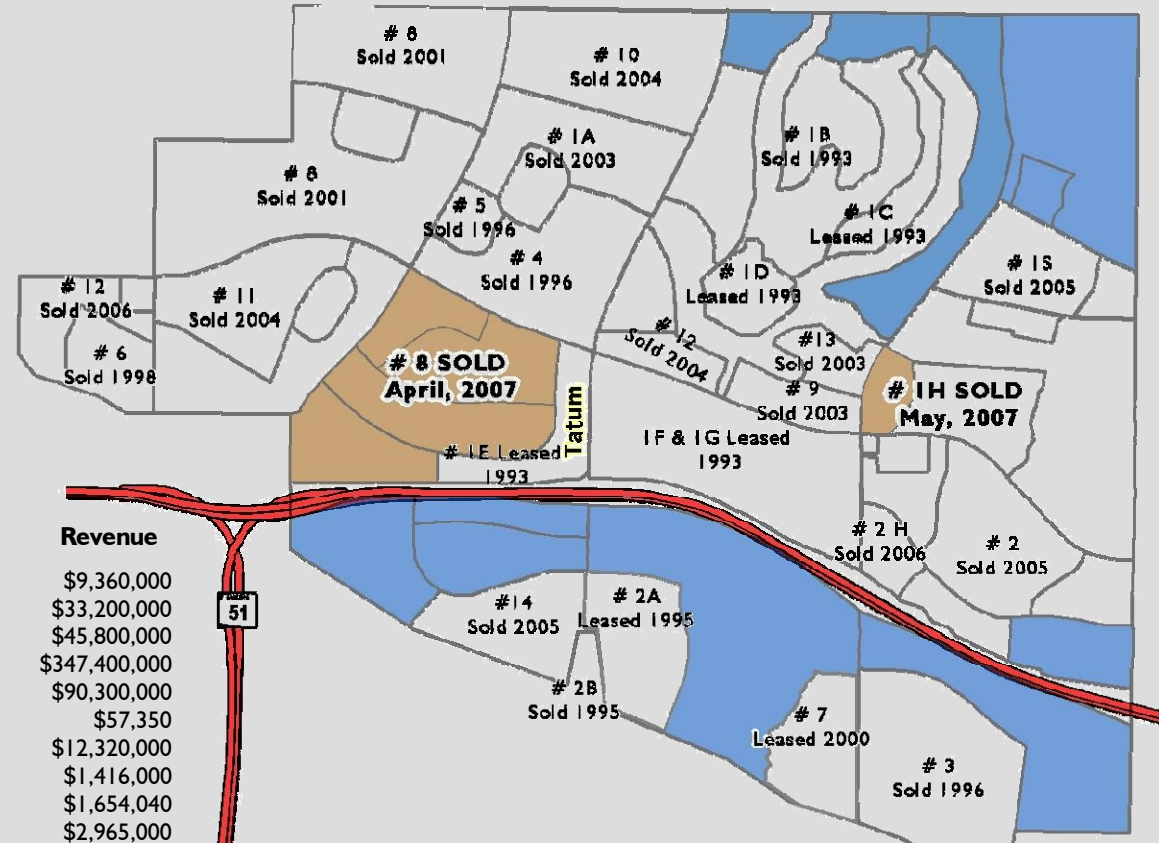 # 8
Sold 2001
# 10
Sold 2004
# 1A
Sold 2003
# 1B
Sold 1993
# 8
Sold 2001
# 5
Sold 1996
# 1C
Leased 1993
# 4
Sold 1996
# 1D
Leased 1993
# 1S
Sold 2005
# 12
Sold 2006
# 11
Sold 2004
# 6
Sold 1998
# 12
Sold 2004
#13
Sold 2003
# 8 SOLD
April, 2007
# 9
Sold 2003
# 1H SOLD
May, 2007
Tatum
1F & 1G Leased
1993
# 1E Leased
1993
# 2 H
Sold 2006
# 2
Sold 2005
Revenue
$9,360,000
$33,200,000
$45,800,000
$347,400,000
$90,300,000
$57,350
$12,320,000
$1,416,000
$1,654,040
$2,965,000
51
#14
Sold 2005
# 2A
Leased 1995
# 2B
Sold 1995
# 7
Leased 2000
# 3
Sold 1996